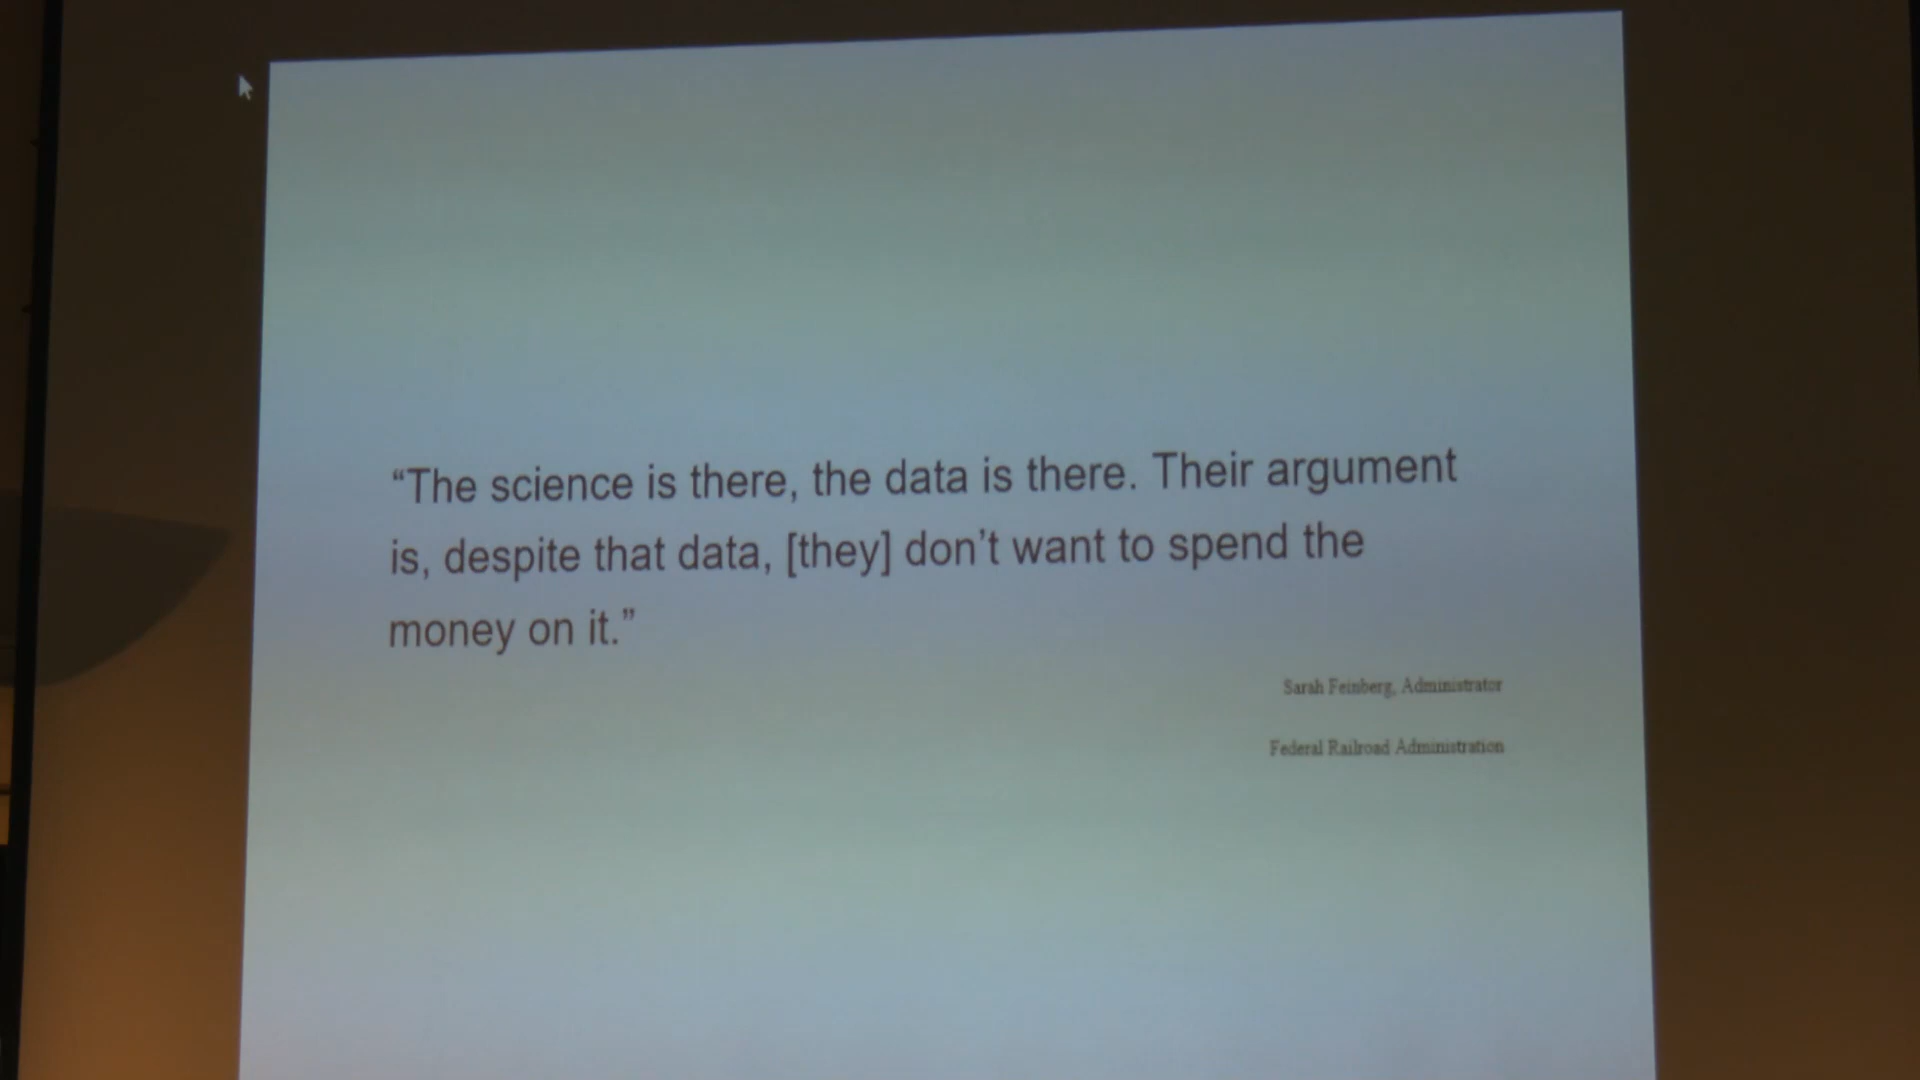 “The science is there, the data is there. Their argument
is, despite that data, [they] don’t want to spend the
money on it.”
Sarah Feinberg, Administrator
Federal Railroad Administration